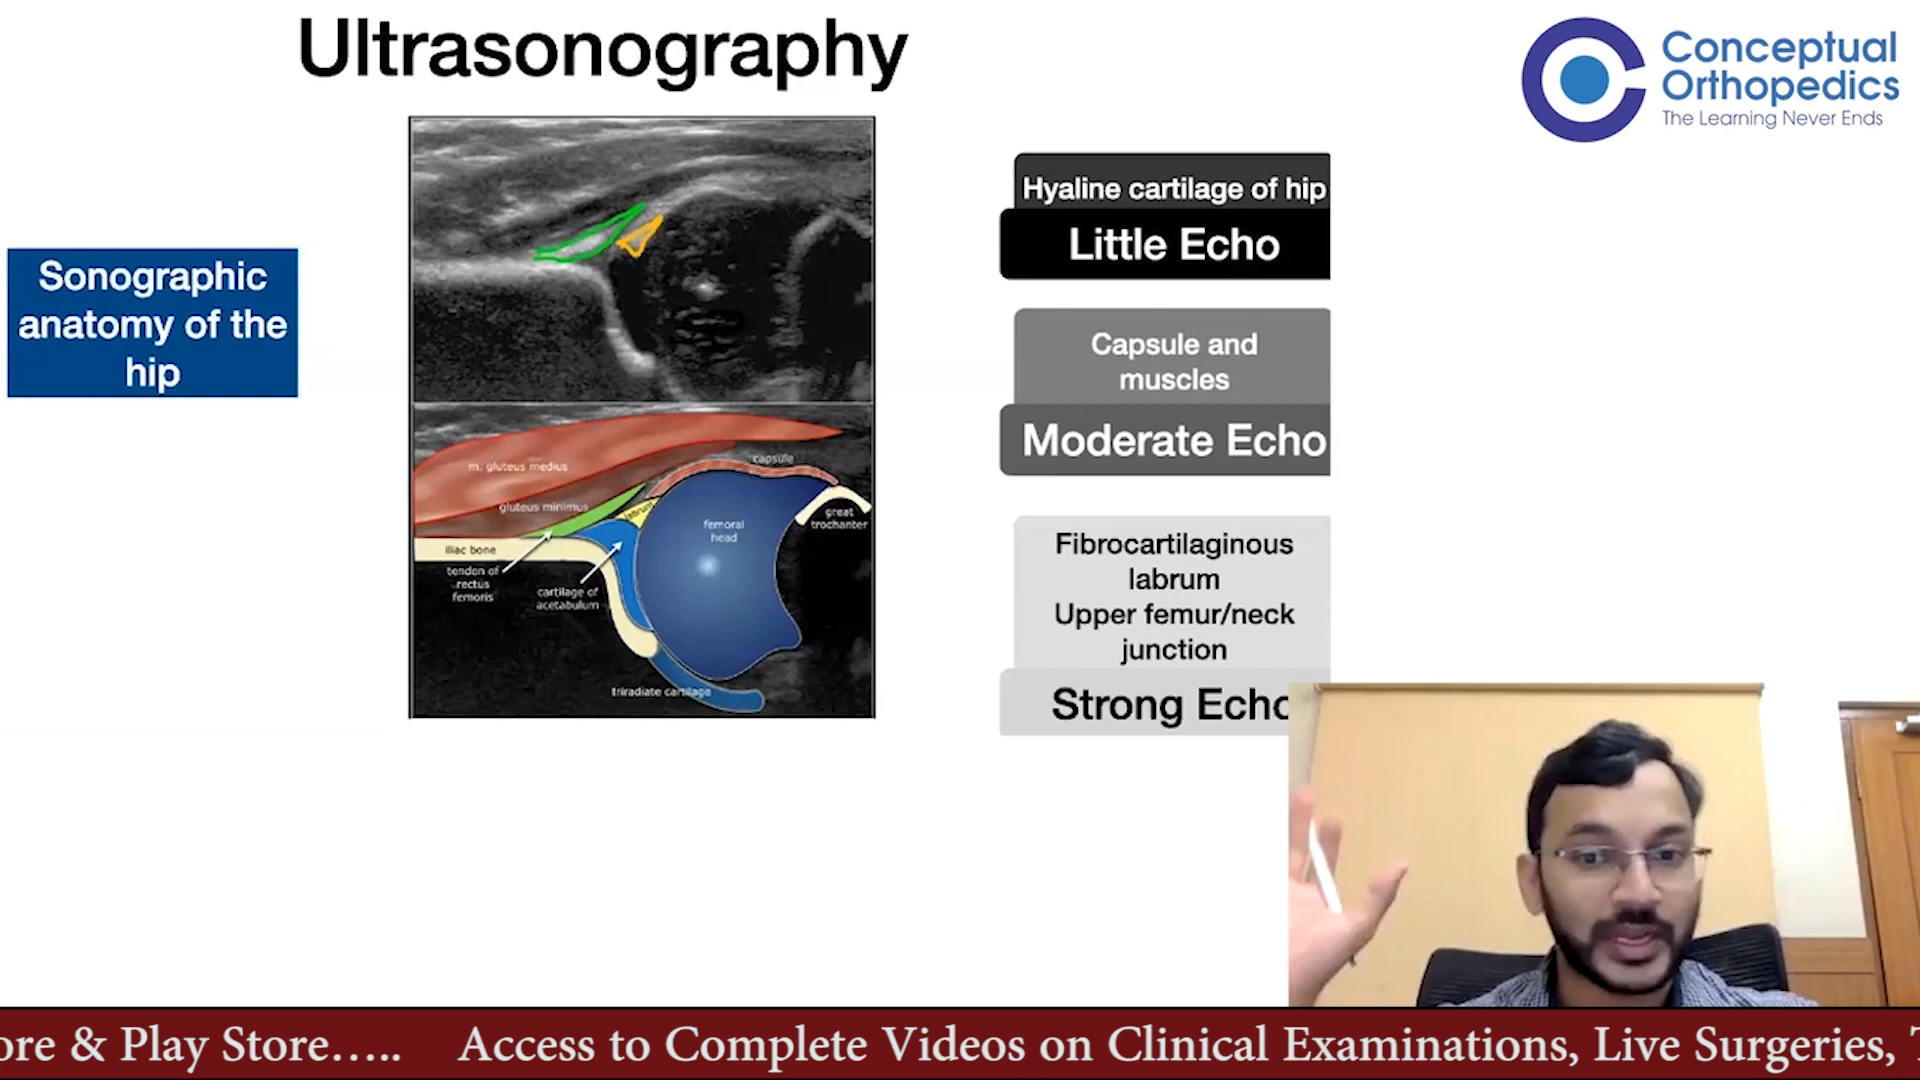 Ultrasonography
Conceptual
Orthopedics
The Learning Never Ends
Sonographic
anatomy of the
hip
m. gluteus medius
capsule
gluteus minimus
labrum
femoral
head
great
trochanter
iliac bone
tendon of
rectus
femoris
cartilage of
acetabulum
triradiate cartilage
Hyaline cartilage of hip
Little Echo
Capsule and
muscles
Moderate Echo
Fibrocartilaginous
labrum
Upper femur/neck
junction
Strong Echo
ore & Play Store..... Access to Complete Videos on Clinical Examinations, Live Surgeries,